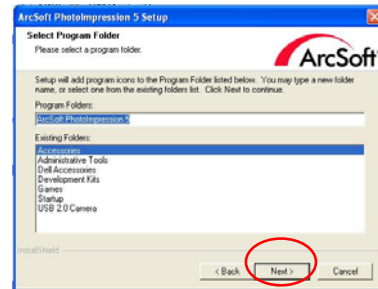 ArcSoft PhotoImpression 5 Setup
Select Program Folder
Please select a program folder.
ArcSoft
Setup will add program icons to the Program Folder listed below. You may type a new folder
name, or select one from the existing folders list. Click Next to continue.
Program Folders:
ArcSoft PhotoImpression 5
Existing Folders:
Accessories
Administrative Tools
Dell Accessories
Development Kits
Games
Startup
USB 2.0 Camera
InstallShield
< Back
Next >
Cancel